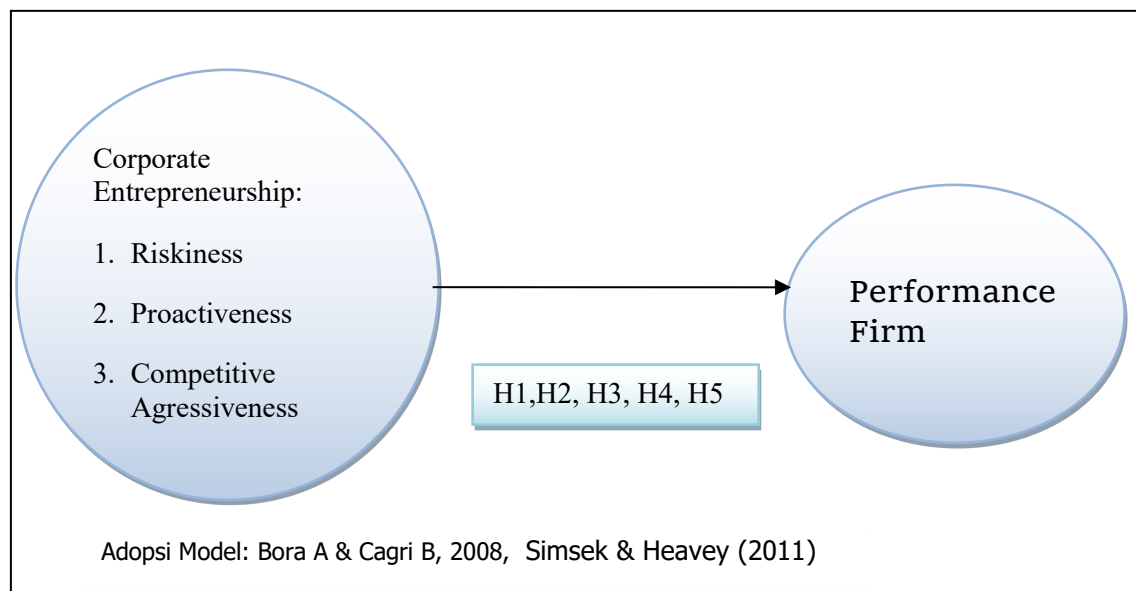 Corporate
Entrepreneurship:
1. Riskiness
2. Proactiveness
3. Competitive
Agressiveness
H1,H2, H3, H4, H5
Performance
Firm
Adopsi Model: Bora A & Cagri B, 2008, Simsek & Heavey (2011)